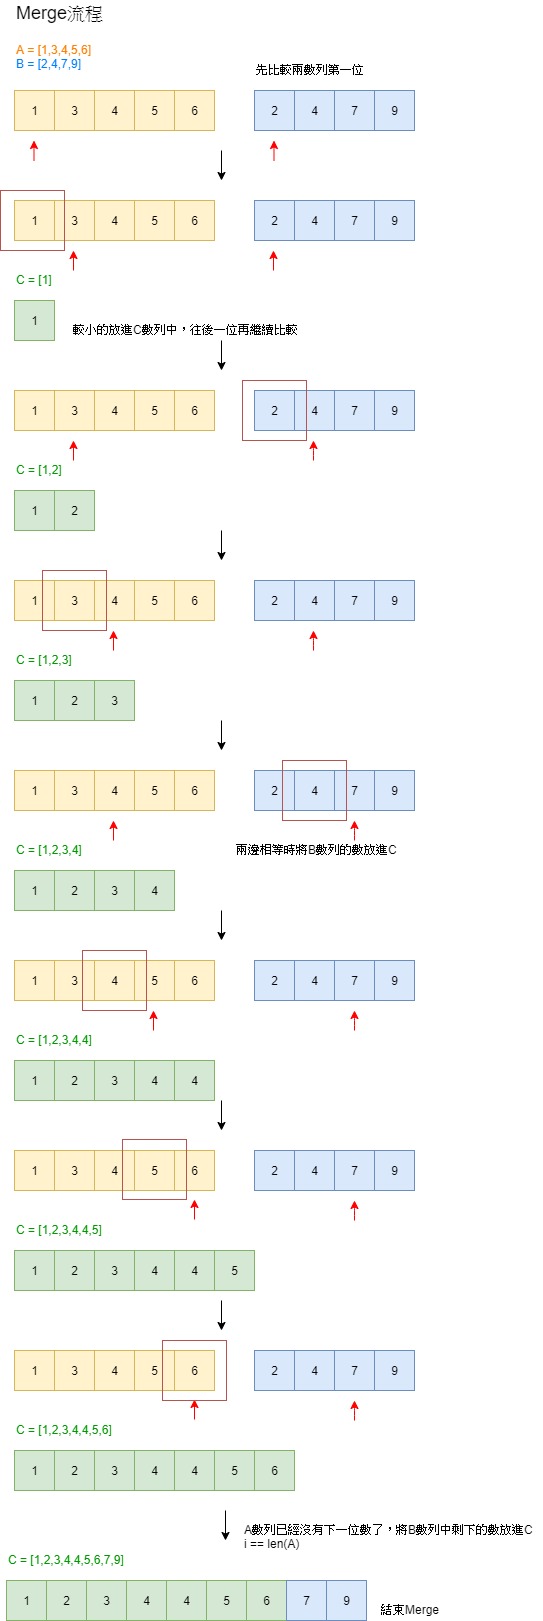 Merge流程
A = [1,3,4,5,6]
B = [2,4,7,9]
先比較兩數列第一位
1 3 4 5 6 2 4 7 9
1 3 4 5 6 2 4 7 9
C = [1]
1
較小的放進C數列中，往後一位再繼續比較
1 3 4 5 6 2 4 7 9
C = [1,2]
1 2
1 3 4 5 6 2 4 7 9
C = [1,2,3]
1 2 3
1 3 4 5 6 2 4 7 9
兩邊相等時將B數列的數放進C
C = [1,2,3,4]
1 2 3 4
1 3 4 5 6 2 4 7 9
C = [1,2,3,4,4]
1 2 3 4 4
1 3 4 5 6 2 4 7 9
C = [1,2,3,4,4,5]
1 2 3 4 4 5
1 3 4 5 6 2 4 7 9
C = [1,2,3,4,4,5,6]
1 2 3 4 4 5 6
A數列已經沒有下一位數了，將B數列中剩下的數放進C
i == len(A)
C = [1,2,3,4,4,5,6,7,9]
1 2 3 4 4 5 6 7 9
結束Merge